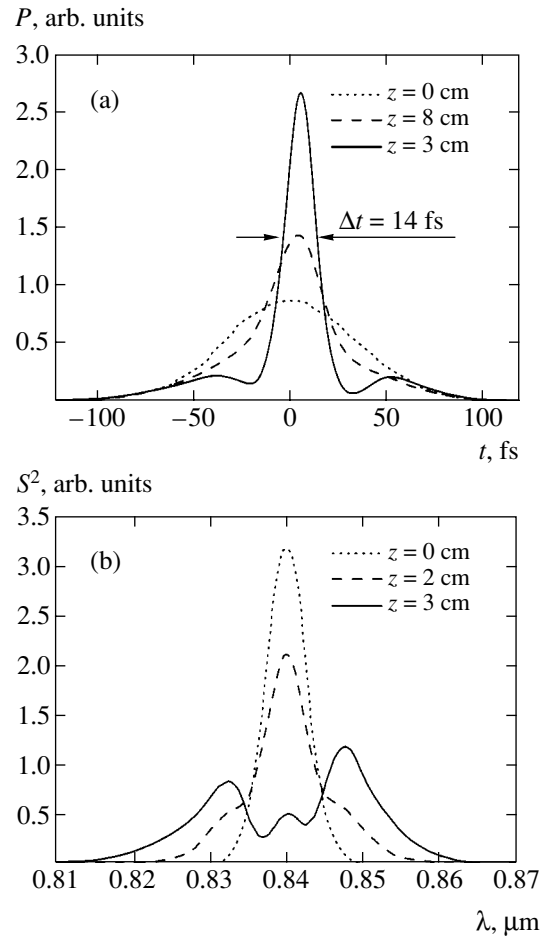 P, arb. units
3.0
(a)
z = 0 cm
z = 8 cm
2.5
z = 3 cm
2.0
Δt = 14 fs
1.5
1.0
0.5
−100 −50 0 50 100
t, fs
S², arb. units
3.5
(b)
z = 0 cm
3.0
z = 2 cm
z = 3 cm
2.5
2.0
1.5
1.0
0.5
0.81 0.82 0.83 0.84 0.85 0.86 0.87
λ, μm